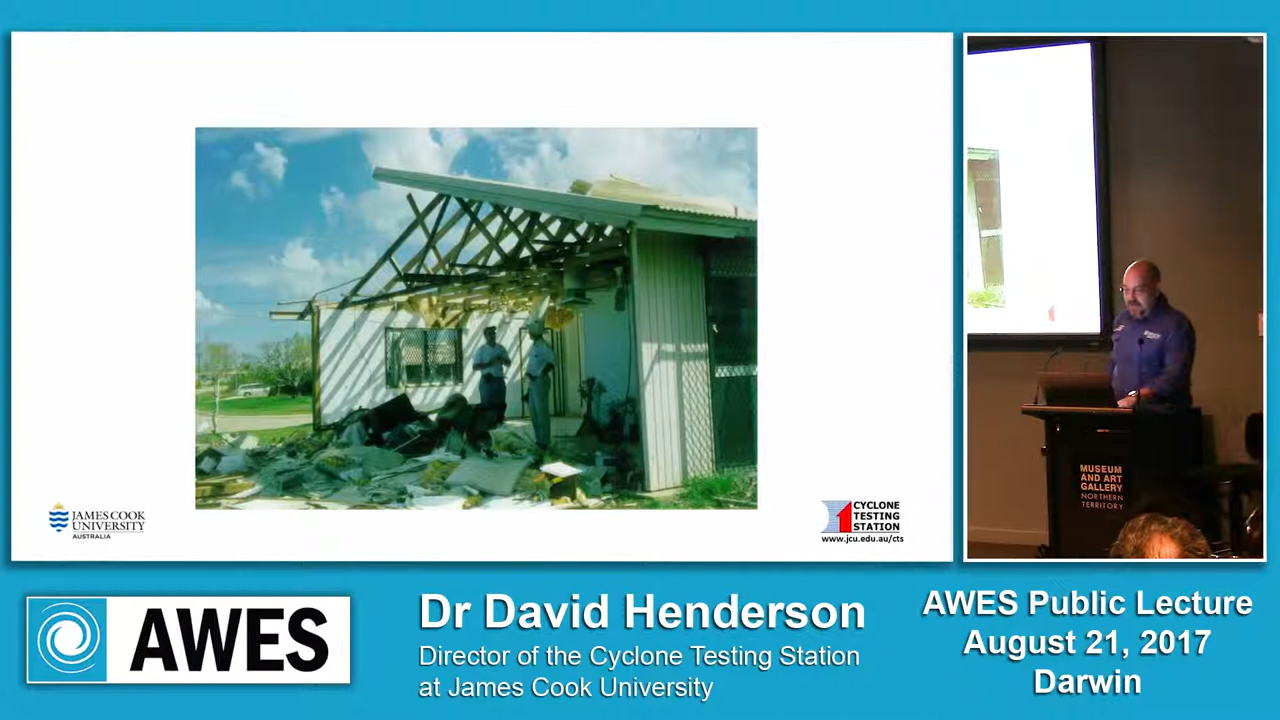 JAMES COOK
UNIVERSITY
AUSTRALIA
CYCLONE
TESTING
STATION
www.jcu.edu.au/cts
MUSEUM
AND ART
GALLERY
NORTHERN
TERRITORY
AWES
Dr David Henderson
Director of the Cyclone Testing Station
at James Cook University
AWES Public Lecture
August 21, 2017
Darwin